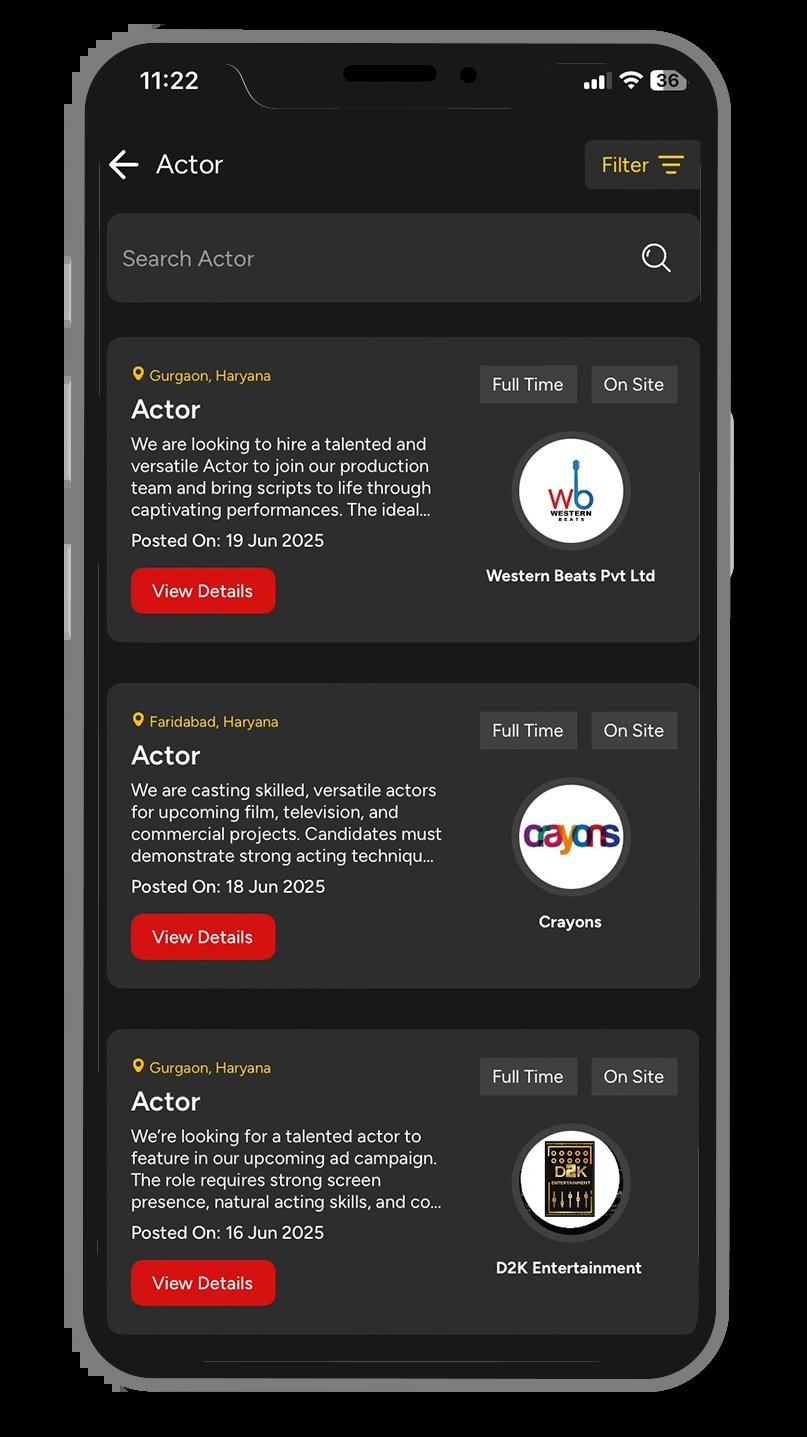 11:22
36
Actor
Filter
Search Actor
Gurgaon, Haryana
Full Time
On Site
Actor
We are looking to hire a talented and
versatile Actor to join our production
team and bring scripts to life through
captivating performances. The ideal...
wb
WESTERN
BEATS
Posted On: 19 Jun 2025
Western Beats Pvt Ltd
View Details
Faridabad, Haryana
Full Time
On Site
Actor
We are casting skilled, versatile actors
for upcoming film, television, and
commercial projects. Candidates must
demonstrate strong acting techniqu...
crayons
Posted On: 18 Jun 2025
Crayons
View Details
Gurgaon, Haryana
Full Time
On Site
Actor
We’re looking for a talented actor to
feature in our upcoming ad campaign.
The role requires strong screen
presence, natural acting skills, and co...
D2K
ENTERTAINMENT
Posted On: 16 Jun 2025
D2K Entertainment
View Details